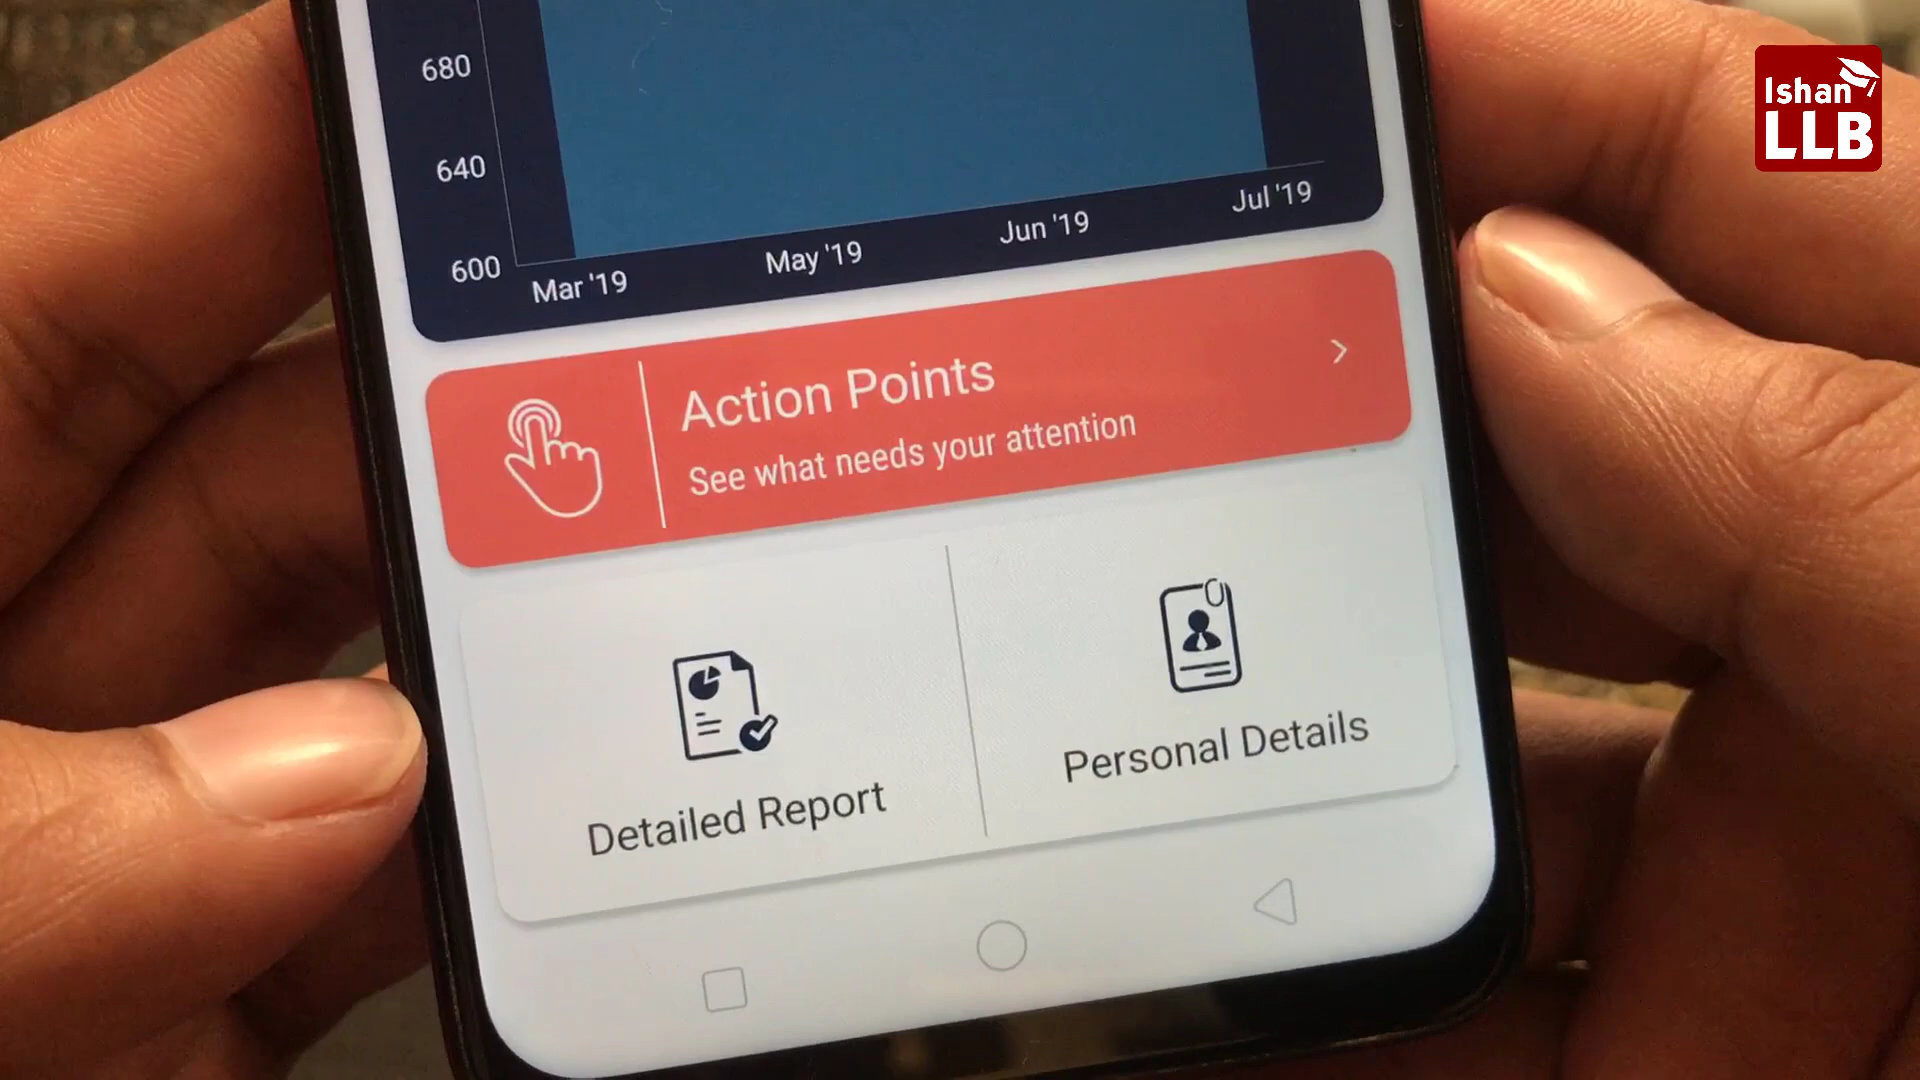 Ishan
LLB
680
640
600
Mar '19
May '19
Jun '19
Jul '19
Action Points
See what needs your attention
Detailed Report
Personal Details